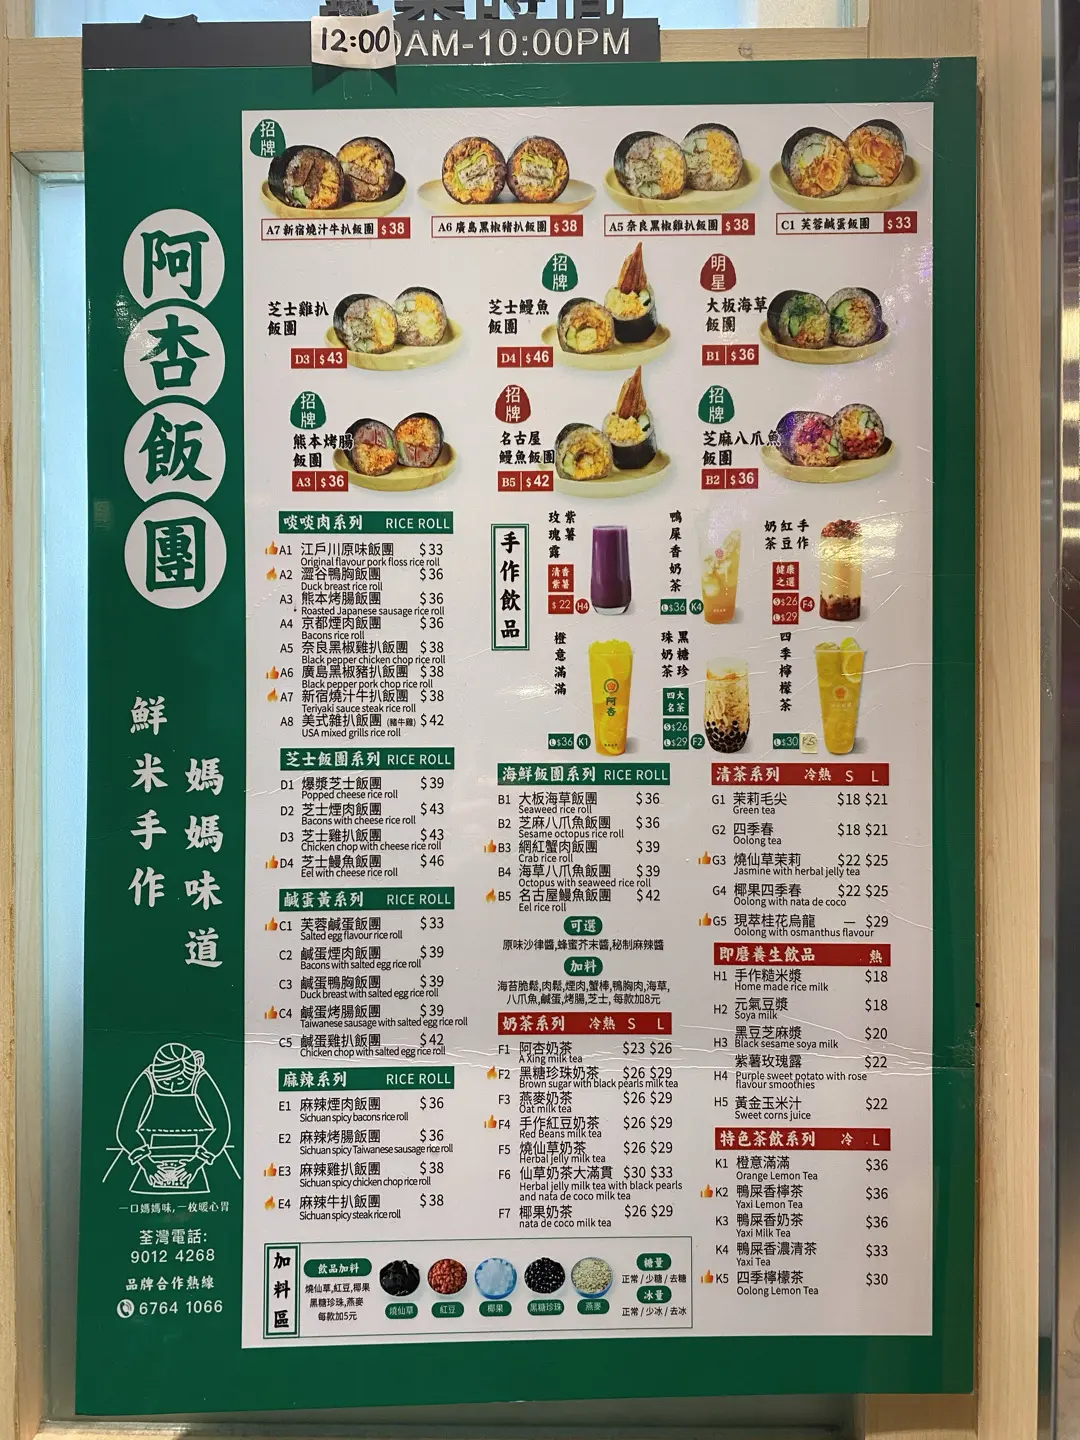 12:00
0AM-10:00PM
阿杏飯團
鮮米手作
媽媽味道
一口媽媽味,一枚暖心胃
荃灣電話:
9012 4268
品牌合作熱線
6764 1066
招牌
A7 新宿燒汁牛扒飯團 $38
A6 廣島黑椒豬扒飯團 $38
A5 奈良黑椒雞扒飯團 $38
C1 芙蓉鹹蛋飯團 $33
芝士雞扒
飯團
D3 $43
招牌
芝士鰻魚
飯團
D4 $46
明星
大板海草
飯團
B1 $36
招牌
熊本烤腸
飯團
A3 $36
招牌
名古屋
鰻魚飯團
B5 $42
招牌
芝麻八爪魚
飯團
B2 $36
啖啖肉系列 RICE ROLL
A1 江戶川原味飯團 $33
Original flavour pork floss rice roll
A2 澀谷鴨胸飯團 $36
Duck breast rice roll
A3 熊本烤腸飯團 $36
Roasted Japanese sausage rice roll
A4 京都煙肉飯團 $36
Bacons rice roll
A5 奈良黑椒雞扒飯團 $38
Black pepper chicken chop rice roll
A6 廣島黑椒豬扒飯團 $38
Black pepper pork chop rice roll
A7 新宿燒汁牛扒飯團 $38
Teriyaki sauce steak rice roll
A8 美式雜扒飯團 (豬牛雞) $42
USA mixed grills rice roll
芝士飯團系列 RICE ROLL
D1 爆漿芝士飯團 $39
Popped cheese rice roll
D2 芝士煙肉飯團 $43
Bacons with cheese rice roll
D3 芝士雞扒飯團 $43
Chicken chop with cheese rice roll
D4 芝士鰻魚飯團 $46
Eel with cheese rice roll
鹹蛋黃系列 RICE ROLL
C1 芙蓉鹹蛋飯團 $33
Salted egg flavour rice roll
C2 鹹蛋煙肉飯團 $39
Bacons with salted egg rice roll
C3 鹹蛋鴨胸飯團 $39
Duck breast with salted egg rice roll
C4 鹹蛋烤腸飯團 $39
Taiwanese sausage with salted egg rice roll
C5 鹹蛋雞扒飯團 $42
Chicken chop with salted egg rice roll
麻辣系列 RICE ROLL
E1 麻辣煙肉飯團 $36
Sichuan spicy bacons rice roll
E2 麻辣烤腸飯團 $36
Sichuan spicy Taiwanese sausage rice roll
E3 麻辣雞扒飯團 $38
Sichuan spicy chicken chop rice roll
E4 麻辣牛扒飯團 $38
Sichuan spicy steak rice roll
手作飲品
紫薯
玫瑰露
清香
紫薯
$22 H4
鴨屎香奶茶
L$36 K4
手作
紅豆
奶茶
健康
之選
S$26 F4
L$29
橙意滿滿
L$36 K1
黑糖珍
珠奶茶
四大
名茶
S$26
L$29 F2
四季檸檬茶
L$30 K5
海鮮飯團系列 RICE ROLL
B1 大板海草飯團 $36
Seaweed rice roll
B2 芝麻八爪魚飯團 $36
Sesame octopus rice roll
B3 網紅蟹肉飯團 $39
Crab rice roll
B4 海草八爪魚飯團 $39
Octopus with seaweed rice roll
B5 名古屋鰻魚飯團 $42
Eel rice roll
可選
原味沙律醬,蜂蜜芥末醬,秘制麻辣醬
加料
海苔脆鬆,肉鬆,煙肉,蟹棒,鴨胸肉,海草,
八爪魚,鹹蛋,烤腸,芝士, 每款加8元
奶茶系列 冷熱 S L
F1 阿杏奶茶 $23 $26
A Xing milk tea
F2 黑糖珍珠奶茶 $26 $29
Brown sugar with black pearls milk tea
F3 燕麥奶茶 $26 $29
Oat milk tea
F4 手作紅豆奶茶 $26 $29
Red Beans milk tea
F5 燒仙草奶茶 $26 $29
Herbal jelly milk tea
F6 仙草奶茶大滿貫 $30 $33
Herbal jelly milk tea with black pearls
and nata de coco milk tea
F7 椰果奶茶 $26 $29
nata de coco milk tea
清茶系列 冷熱 S L
G1 茉莉毛尖 $18 $21
Green tea
G2 四季春 $18 $21
Oolong tea
G3 燒仙草茉莉 $22 $25
Jasmine with herbal jelly tea
G4 椰果四季春 $22 $25
Oolong with nata de coco
G5 現萃桂花烏龍 — $29
Oolong with osmanthus flavour
即磨養生飲品 熱
H1 手作糙米漿 $18
Home made rice milk
H2 元氣豆漿 $18
Soya milk
H3 黑豆芝麻漿 $20
Black sesame soya milk
H4 紫薯玫瑰露 $22
Purple sweet potato with rose
flavour smoothies
H5 黃金玉米汁 $22
Sweet corns juice
特色茶飲系列 冷 L
K1 橙意滿滿 $36
Orange Lemon Tea
K2 鴨屎香檸茶 $36
Yaxi Lemon Tea
K3 鴨屎香奶茶 $36
Yaxi Milk Tea
K4 鴨屎香濃清茶 $33
Yaxi Tea
K5 四季檸檬茶 $30
Oolong Lemon Tea
加料區
飲品加料
燒仙草,紅豆,椰果
黑糖珍珠,燕麥
每款加5元
燒仙草
紅豆
椰果
黑糖珍珠
燕麥
糖量
正常 / 少糖 / 去糖
冰量
正常 / 少冰 / 去冰